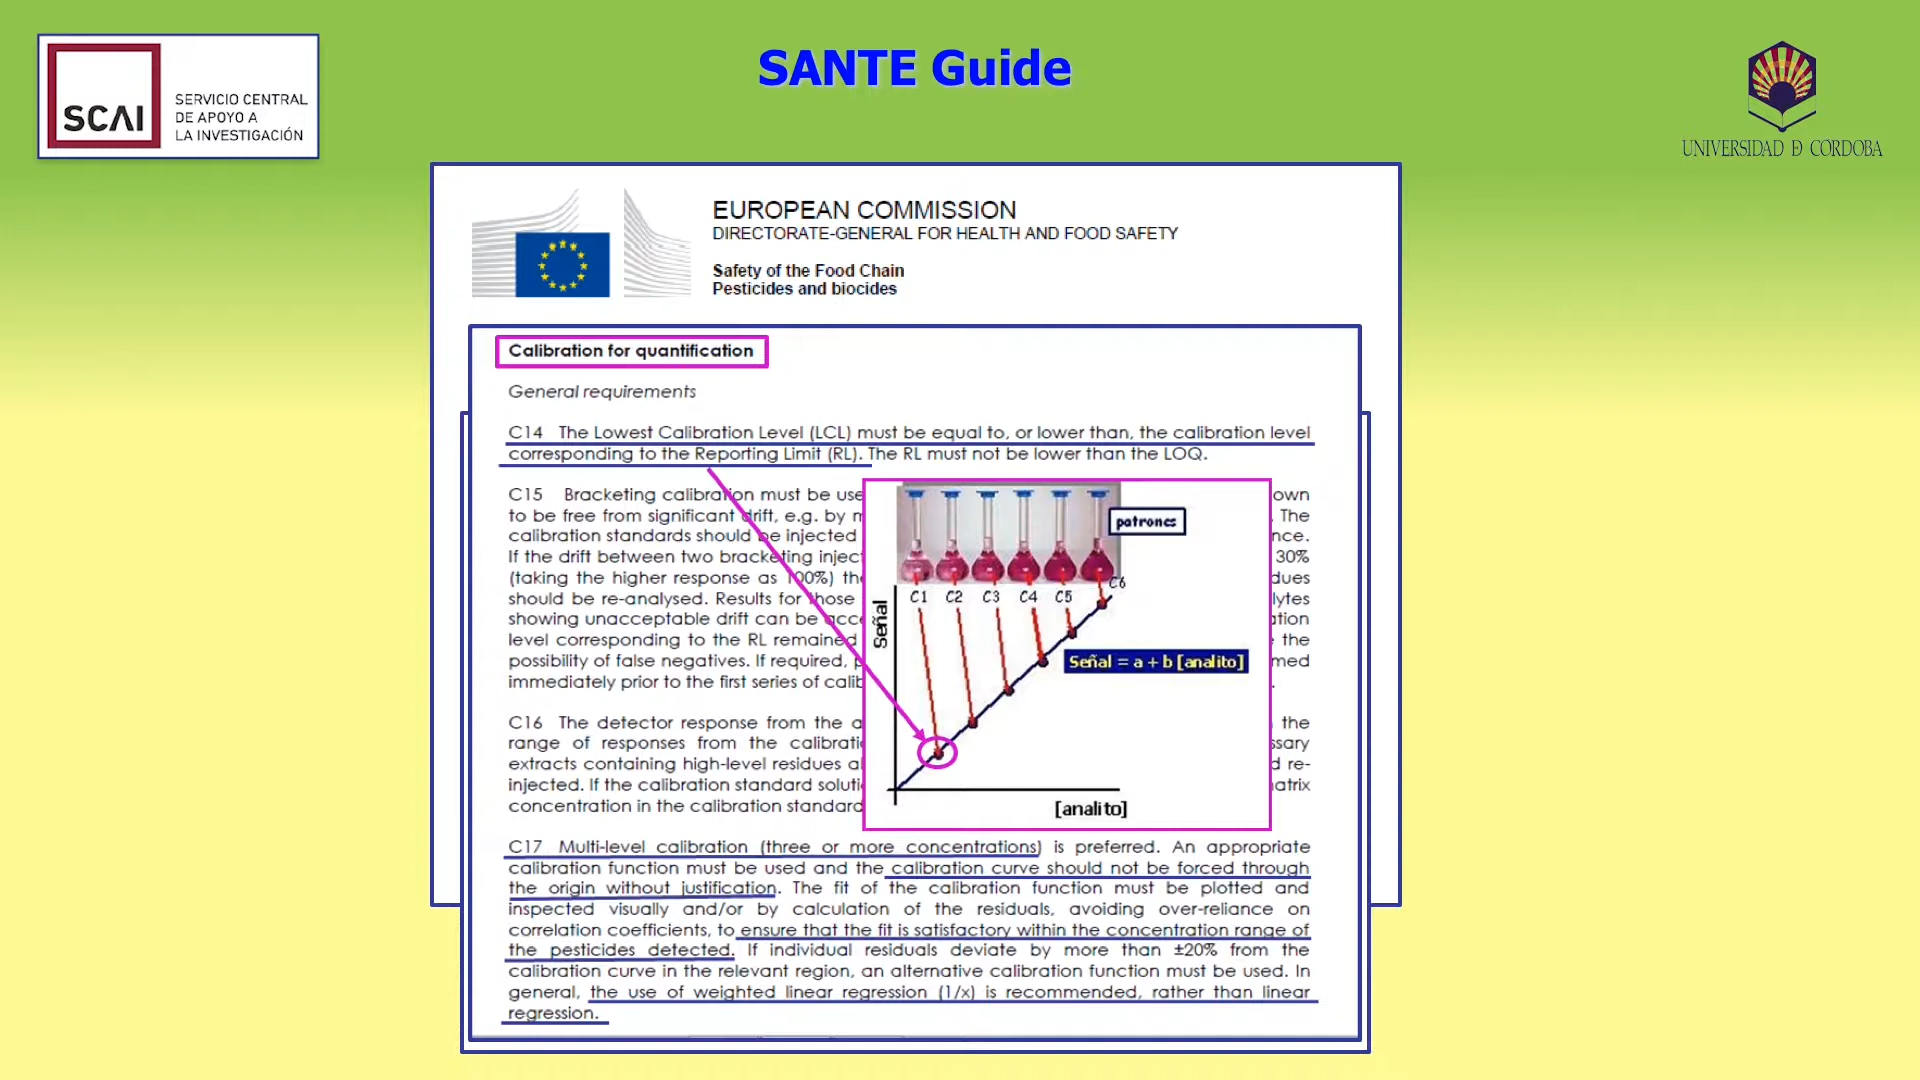 SANTE Guide
SCAI
SERVICIO CENTRAL
DE APOYO A
LA INVESTIGACIÓN
UNIVERSIDAD Ð CORDOBA
EUROPEAN COMMISSION
DIRECTORATE-GENERAL FOR HEALTH AND FOOD SAFETY
Safety of the Food Chain
Pesticides and biocides
Calibration for quantification
General requirements
C14 The Lowest Calibration Level (LCL) must be equal to, or lower than, the calibration level
corresponding to the Reporting Limit (RL). The RL must not be lower than the LOQ.
C15 Bracketing calibration must be use own
to be free from significant drift, e.g. by m . The
calibration standards should be injected nce.
If the drift between two bracketing inject 30%
(taking the higher response as 100%) the dues
should be re-analysed. Results for those lytes
showing unacceptable drift can be acce ation
level corresponding to the RL remained the
possibility of false negatives. If required, p med
immediately prior to the first series of calib .
C16 The detector response from the a the
range of responses from the calibratio ssary
extracts containing high-level residues a d re-
injected. If the calibration standard soluti atrix
concentration in the calibration standard
patrones
C1 C2 C3 C4 C5 C6
Señal
Señal = a + b [analito]
[analito]
C17 Multi-level calibration (three or more concentrations) is preferred. An appropriate
calibration function must be used and the calibration curve should not be forced through
the origin without justification. The fit of the calibration function must be plotted and
inspected visually and/or by calculation of the residuals, avoiding over-reliance on
correlation coefficients, to ensure that the fit is satisfactory within the concentration range of
the pesticides detected. If individual residuals deviate by more than ±20% from the
calibration curve in the relevant region, an alternative calibration function must be used. In
general, the use of weighted linear regression (1/x) is recommended, rather than linear
regression.